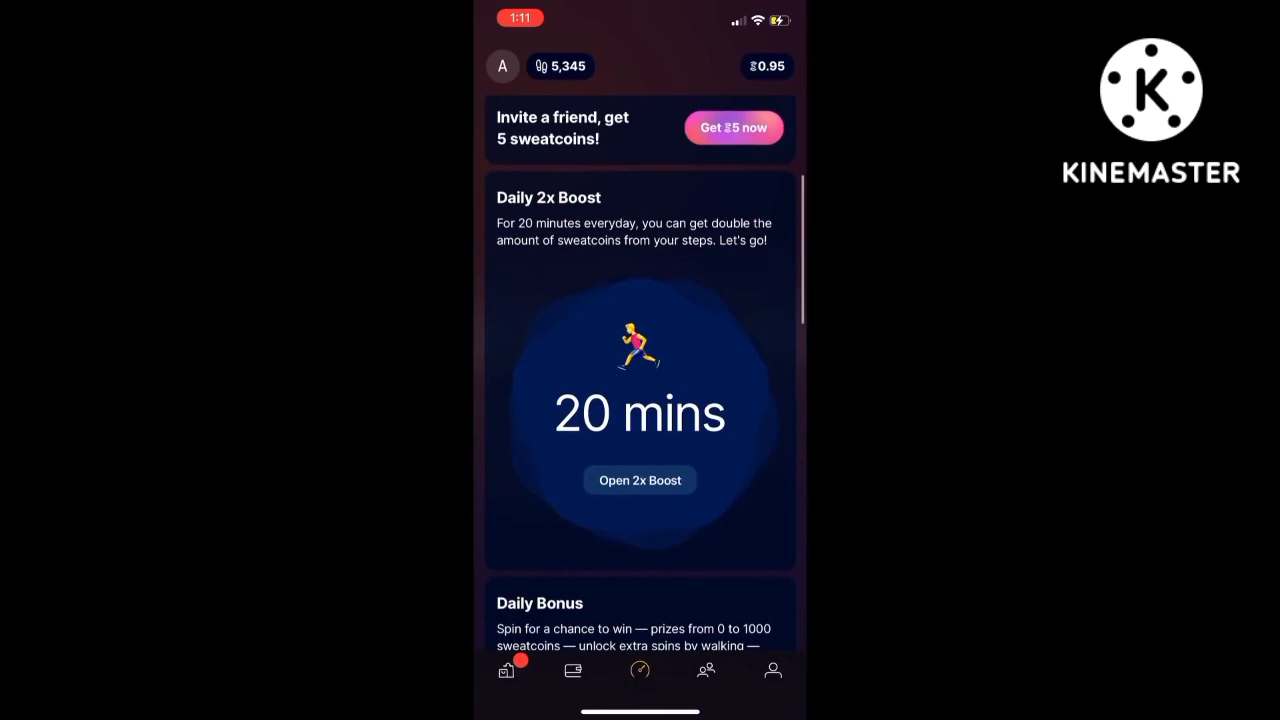 1:11
A
5,345
0.95
Invite a friend, get
5 sweatcoins!
Get 5 now
Daily 2x Boost
For 20 minutes everyday, you can get double the
amount of sweatcoins from your steps. Let's go!
20 mins
Open 2x Boost
Daily Bonus
Spin for a chance to win — prizes from 0 to 1000
sweatcoins — unlock extra spins by walking —
K
KINEMASTER